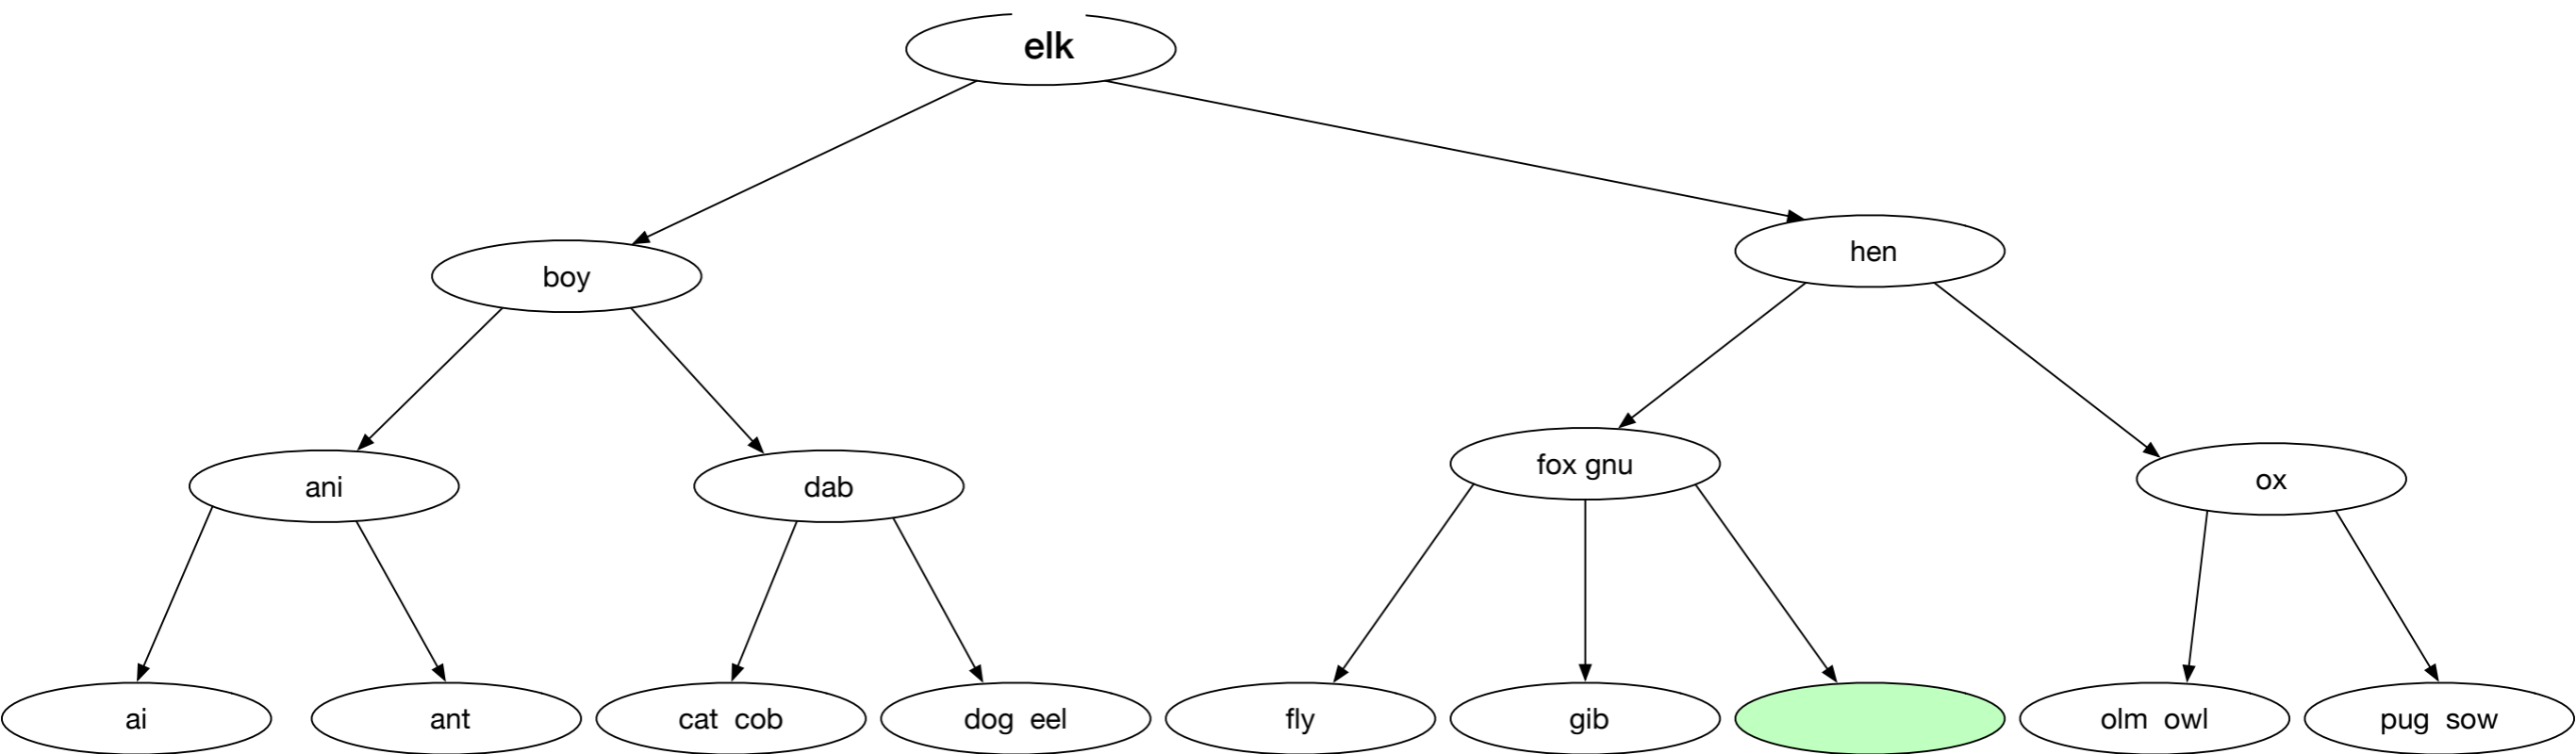 elk
boy
hen
ani
dab
fox gnu
ox
ai
ant
cat cob
dog eel
fly
gib
olm owl
pug sow